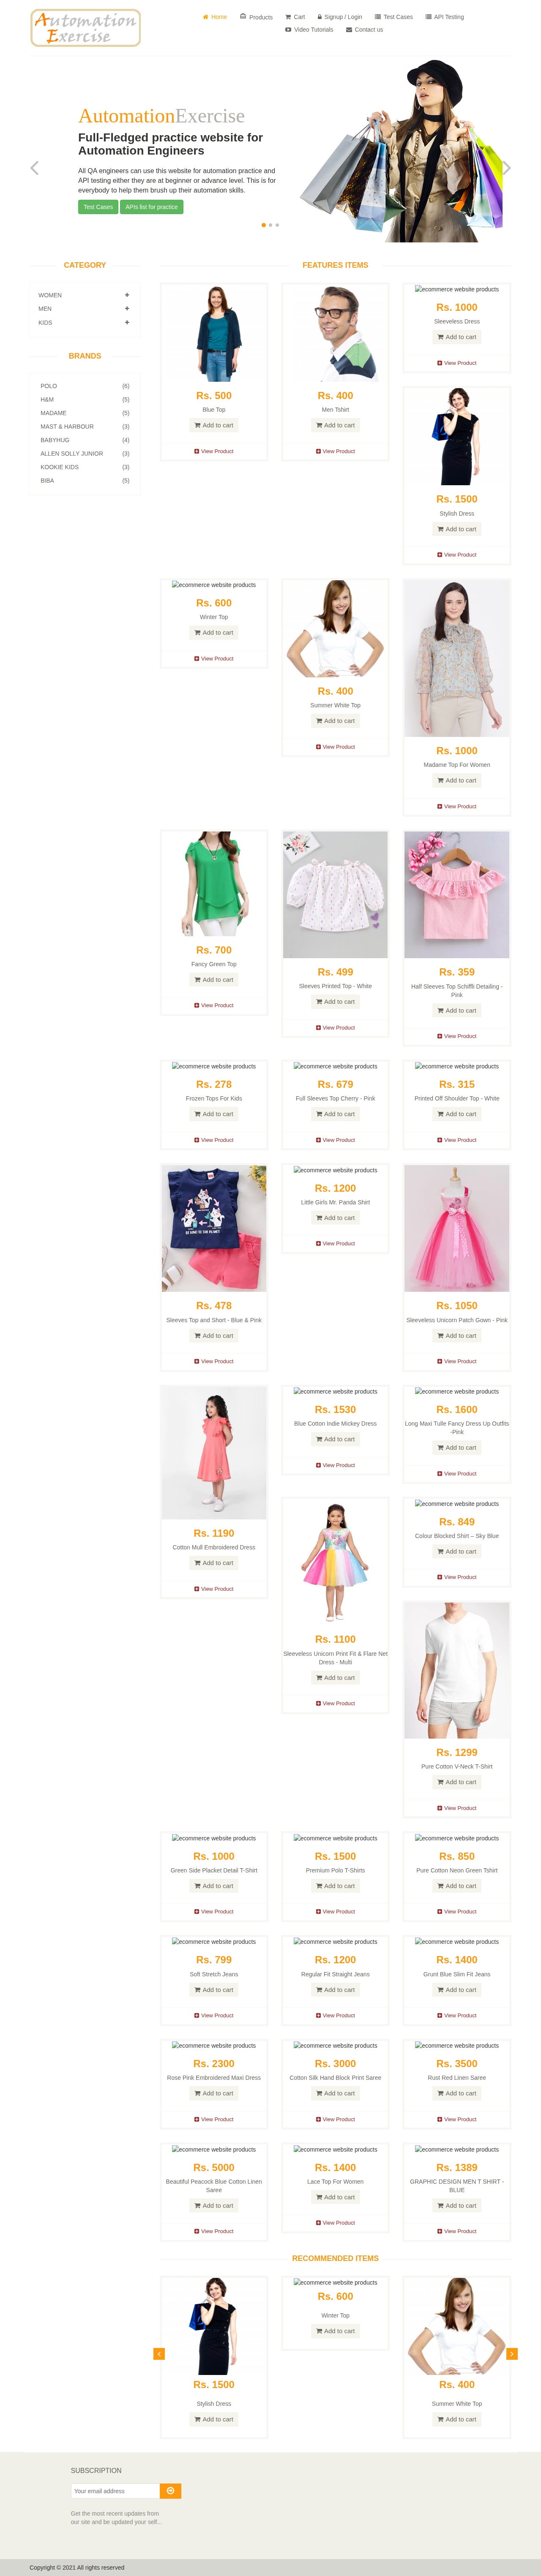 Automation
Exercise
Home
Products
Cart
Signup / Login
Test Cases
API Testing
Video Tutorials
Contact us
AutomationExercise
Full-Fledged practice website for
Automation Engineers
All QA engineers can use this website for automation practice and
API testing either they are at beginner or advance level. This is for
everybody to help them brush up their automation skills.
Test Cases
APIs list for practice
CATEGORY
WOMEN
MEN
KIDS
BRANDS
POLO (6)
H&M (5)
MADAME (5)
MAST & HARBOUR (3)
BABYHUG (4)
ALLEN SOLLY JUNIOR (3)
KOOKIE KIDS (3)
BIBA (5)
FEATURES ITEMS
Rs. 500
Blue Top
Add to cart
View Product
Rs. 400
Men Tshirt
Add to cart
View Product
ecommerce website products
Rs. 1000
Sleeveless Dress
Add to cart
View Product
Rs. 1500
Stylish Dress
Add to cart
View Product
ecommerce website products
Rs. 600
Winter Top
Add to cart
View Product
Rs. 400
Summer White Top
Add to cart
View Product
Rs. 1000
Madame Top For Women
Add to cart
View Product
Rs. 700
Fancy Green Top
Add to cart
View Product
Rs. 499
Sleeves Printed Top - White
Add to cart
View Product
Rs. 359
Half Sleeves Top Schiffli Detailing -
Pink
Add to cart
View Product
ecommerce website products
Rs. 278
Frozen Tops For Kids
Add to cart
View Product
ecommerce website products
Rs. 679
Full Sleeves Top Cherry - Pink
Add to cart
View Product
ecommerce website products
Rs. 315
Printed Off Shoulder Top - White
Add to cart
View Product
Rs. 478
Sleeves Top and Short - Blue & Pink
Add to cart
View Product
ecommerce website products
Rs. 1200
Little Girls Mr. Panda Shirt
Add to cart
View Product
Rs. 1050
Sleeveless Unicorn Patch Gown - Pink
Add to cart
View Product
Rs. 1190
Cotton Mull Embroidered Dress
Add to cart
View Product
ecommerce website products
Rs. 1530
Blue Cotton Indie Mickey Dress
Add to cart
View Product
ecommerce website products
Rs. 1600
Long Maxi Tulle Fancy Dress Up Outfits
-Pink
Add to cart
View Product
Rs. 1100
Sleeveless Unicorn Print Fit & Flare Net
Dress - Multi
Add to cart
View Product
ecommerce website products
Rs. 849
Colour Blocked Shirt – Sky Blue
Add to cart
View Product
Rs. 1299
Pure Cotton V-Neck T-Shirt
Add to cart
View Product
ecommerce website products
Rs. 1000
Green Side Placket Detail T-Shirt
Add to cart
View Product
ecommerce website products
Rs. 1500
Premium Polo T-Shirts
Add to cart
View Product
ecommerce website products
Rs. 850
Pure Cotton Neon Green Tshirt
Add to cart
View Product
ecommerce website products
Rs. 799
Soft Stretch Jeans
Add to cart
View Product
ecommerce website products
Rs. 1200
Regular Fit Straight Jeans
Add to cart
View Product
ecommerce website products
Rs. 1400
Grunt Blue Slim Fit Jeans
Add to cart
View Product
ecommerce website products
Rs. 2300
Rose Pink Embroidered Maxi Dress
Add to cart
View Product
ecommerce website products
Rs. 3000
Cotton Silk Hand Block Print Saree
Add to cart
View Product
ecommerce website products
Rs. 3500
Rust Red Linen Saree
Add to cart
View Product
ecommerce website products
Rs. 5000
Beautiful Peacock Blue Cotton Linen
Saree
Add to cart
View Product
ecommerce website products
Rs. 1400
Lace Top For Women
Add to cart
View Product
ecommerce website products
Rs. 1389
GRAPHIC DESIGN MEN T SHIRT -
BLUE
Add to cart
View Product
RECOMMENDED ITEMS
Rs. 1500
Stylish Dress
Add to cart
ecommerce website products
Rs. 600
Winter Top
Add to cart
Rs. 400
Summer White Top
Add to cart
SUBSCRIPTION
Your email address
Get the most recent updates from
our site and be updated your self...
Copyright © 2021 All rights reserved